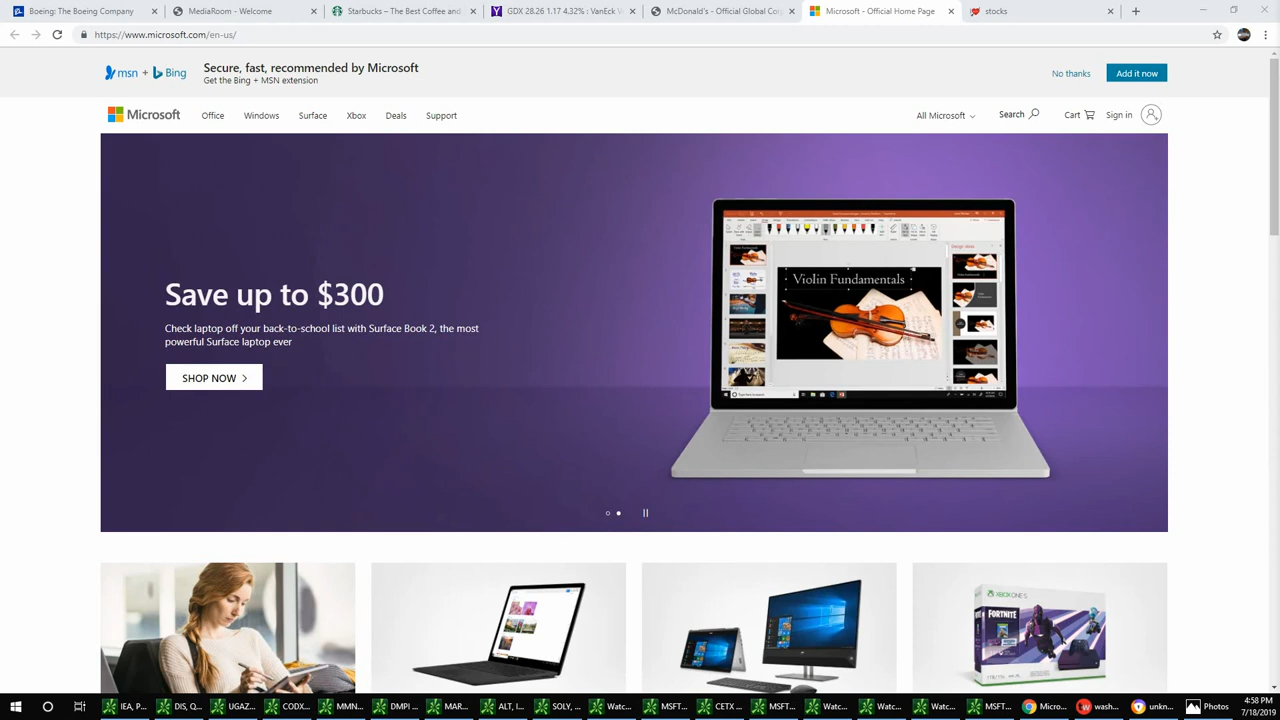 Boeing: The Boeing Company
MediaRoom - Welcome
Starbucks – The Best Coffee and
GDX 28.26 1.17 4.32% : VanEck V
McDonald's - Official Global Cor
Microsoft - Official Home Page
stocks
https://www.microsoft.com/en-us/
msn + Bing
Secure, fast, recommended by Microsoft
Get the Bing + MSN extension
No thanks
Add it now
Microsoft
Office
Windows
Surface
Xbox
Deals
Support
All Microsoft
Search
Cart
Sign in
Save up to $300
Check laptop off your back-to-school list with Surface Book 2, the most
powerful Surface laptop ever
SHOP NOW
Design Ideas
Violin Fundamentals
XBOX ONE S
FORTNITE
IEA, P...
DIS, Q...
UGAZ...
CODX...
MMN...
DMPI ...
MAR...
ALT, I...
Watc...
MSFT...
CETX ...
MSFT...
Watc...
Watc...
Watc...
MSFT...
Micro...
wash...
unkn...
Photos
4:58 PM
7/18/2019